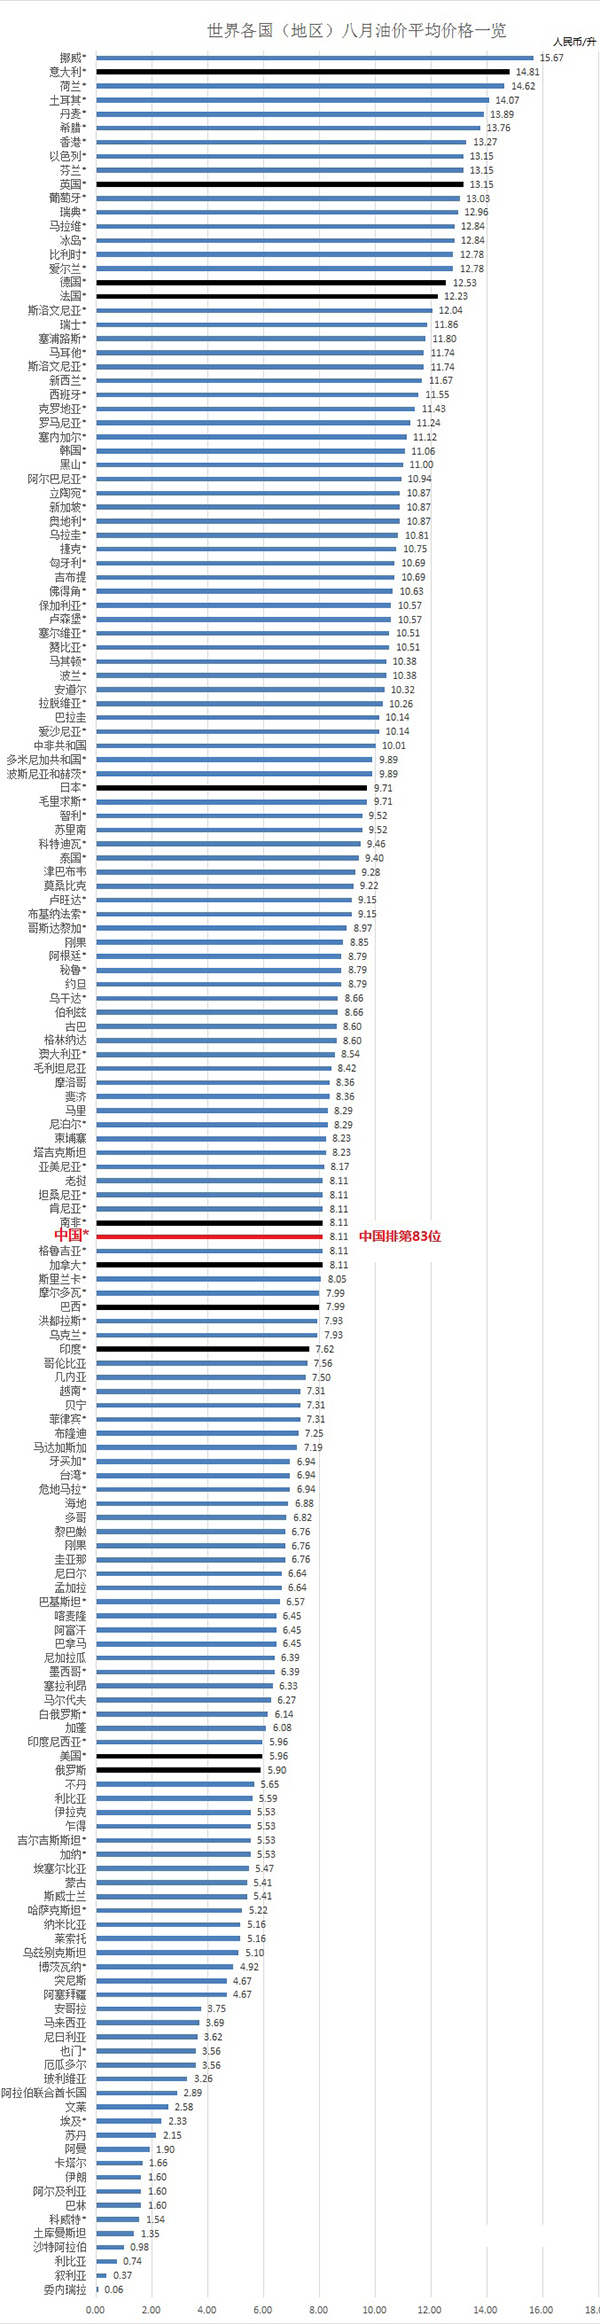 世界各国（地区）八月油价平均价格一览
人民币/升
挪威* 15.67
意大利* 14.81
荷兰* 14.62
土耳其* 14.07
丹麦* 13.89
希腊* 13.76
香港* 13.27
以色列* 13.15
芬兰* 13.15
英国* 13.15
葡萄牙* 13.03
瑞典* 12.96
马拉维* 12.84
冰岛* 12.84
比利时* 12.78
爱尔兰* 12.78
德国* 12.53
法国* 12.23
斯洛文尼亚* 12.04
瑞士* 11.86
塞浦路斯* 11.80
马耳他* 11.74
斯洛文尼亚* 11.74
新西兰* 11.67
西班牙* 11.55
克罗地亚* 11.43
罗马尼亚* 11.24
塞内加尔* 11.12
韩国* 11.06
黑山* 11.00
阿尔巴尼亚* 10.94
立陶宛* 10.87
新加坡* 10.87
奥地利* 10.87
乌拉圭* 10.81
捷克* 10.75
匈牙利* 10.69
吉布提 10.69
佛得角* 10.63
保加利亚* 10.57
卢森堡* 10.57
塞尔维亚* 10.51
赞比亚* 10.51
马其顿* 10.38
波兰* 10.38
安道尔 10.32
拉脱维亚* 10.26
巴拉圭 10.14
爱沙尼亚* 10.14
中非共和国 10.01
多米尼加共和国* 9.89
波斯尼亚和赫茨* 9.89
日本* 9.71
毛里求斯* 9.71
智利* 9.52
苏里南 9.52
科特迪瓦* 9.46
泰国* 9.40
津巴布韦 9.28
莫桑比克 9.22
卢旺达* 9.15
布基纳法索* 9.15
哥斯达黎加* 8.97
刚果 8.85
阿根廷* 8.79
秘鲁* 8.79
约旦 8.79
乌干达* 8.66
伯利兹 8.66
古巴 8.60
格林纳达 8.60
澳大利亚* 8.54
毛利坦尼亚 8.42
摩洛哥 8.36
斐济 8.36
马里 8.29
尼泊尔* 8.29
柬埔寨 8.23
塔吉克斯坦 8.23
亚美尼亚* 8.17
老挝 8.11
坦桑尼亚* 8.11
肯尼亚* 8.11
南非* 8.11
中国* 8.11 中国排第83位
格鲁吉亚* 8.11
加拿大* 8.11
斯里兰卡* 8.05
摩尔多瓦* 7.99
巴西* 7.99
洪都拉斯* 7.93
乌克兰* 7.93
印度* 7.62
哥伦比亚 7.56
几内亚 7.50
越南* 7.31
贝宁 7.31
菲律宾* 7.31
布隆迪 7.25
马达加斯加 7.19
牙买加* 6.94
台湾* 6.94
危地马拉* 6.94
海地 6.88
多哥 6.82
黎巴嫩 6.76
刚果 6.76
圭亚那 6.76
尼日尔 6.64
孟加拉 6.64
巴基斯坦* 6.57
喀麦隆 6.45
阿富汗 6.45
巴拿马 6.45
尼加拉瓜 6.39
墨西哥* 6.39
塞拉利昂 6.33
马尔代夫 6.27
白俄罗斯* 6.14
加蓬 6.08
印度尼西亚* 5.96
美国* 5.96
俄罗斯 5.90
不丹 5.65
利比亚 5.59
伊拉克 5.53
乍得 5.53
吉尔吉斯斯坦* 5.53
加纳* 5.53
埃塞尔比亚 5.47
蒙古 5.41
斯威士兰 5.41
哈萨克斯坦* 5.22
纳米比亚 5.16
莱索托 5.16
乌兹别克斯坦 5.10
博茨瓦纳* 4.92
突尼斯 4.67
阿塞拜疆 4.67
安哥拉 3.75
马来西亚 3.69
尼日利亚 3.62
也门* 3.56
厄瓜多尔 3.56
玻利维亚 3.26
阿拉伯联合酋长国 2.89
文莱 2.58
埃及* 2.33
苏丹 2.15
阿曼 1.90
卡塔尔 1.66
伊朗 1.60
阿尔及利亚 1.60
巴林 1.60
科威特* 1.54
土库曼斯坦 1.35
沙特阿拉伯 0.98
利比亚 0.74
叙利亚 0.37
委内瑞拉 0.06
0.00 2.00 4.00 6.00 8.00 10.00 12.00 14.00 16.00 18.0